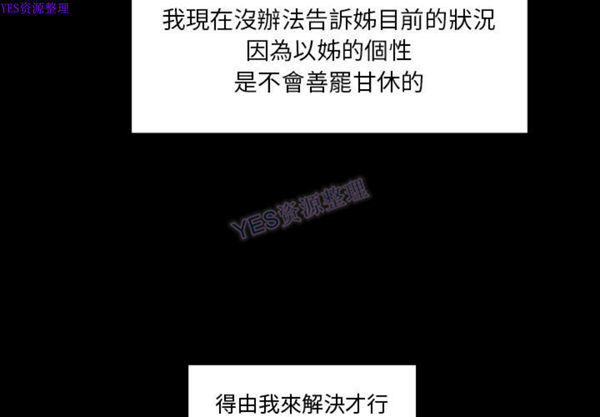 YES资源整理
我現在沒辦法告訴姊目前的狀況
因為以姊的個性
是不會善罷甘休的
YES资源整理
得由我來解決才行